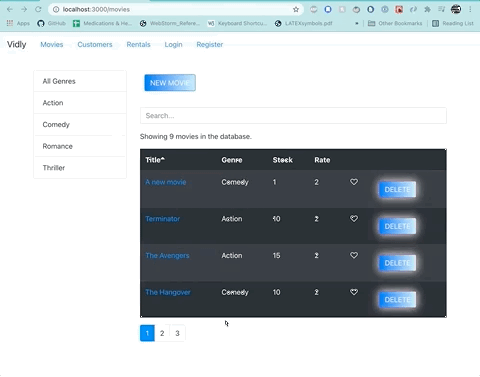 localhost:3000/movies
Apps GitHub Medications & He... WebStorm_Refere... Keyboard Shortcu... LATEXsymbols.pdf » Other Bookmarks Reading List
Vidly Movies Customers Rentals Login Register
All Genres
Action
Comedy
Romance
Thriller
NEW MOVIE
Search...
Showing 9 movies in the database.
Title Genre Stock Rate
A new movie Comedy 1 2 DELETE
Terminator Action 10 2 DELETE
The Avengers Action 15 2 DELETE
The Hangover Comedy 10 2 DELETE
1 2 3